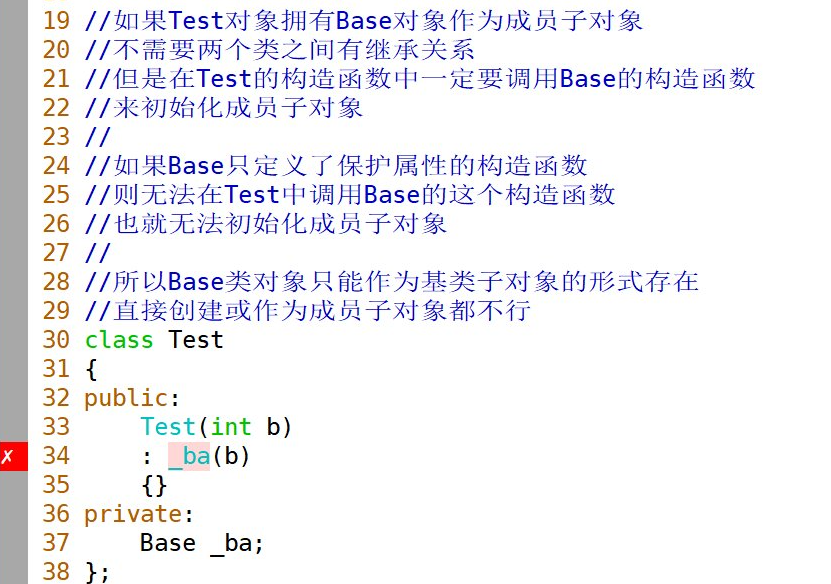 19 //如果Test对象拥有Base对象作为成员子对象
20 //不需要两个类之间有继承关系
21 //但是在Test的构造函数中一定要调用Base的构造函数
22 //来初始化成员子对象
23 //
24 //如果Base只定义了保护属性的构造函数
25 //则无法在Test中调用Base的这个构造函数
26 //也就无法初始化成员子对象
27 //
28 //所以Base类对象只能作为基类子对象的形式存在
29 //直接创建或作为成员子对象都不行
30 class Test
31 {
32 public:
33     Test(int b)
✗ 34     : _ba(b)
35     {}
36 private:
37     Base _ba;
38 };